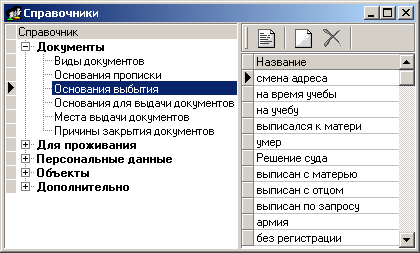 Справочники
Справочник
Документы
Виды документов
Основания прописки
Основания выбытия
Основания для выдачи документов
Места выдачи документов
Причины закрытия документов
Для проживания
Персональные данные
Объекты
Дополнительно
Название
смена адреса
на время учебы
на учебу
выписался к матери
умер
Решение суда
выписан с матерью
выписан с отцом
выписан по запросу
армия
без регистрации